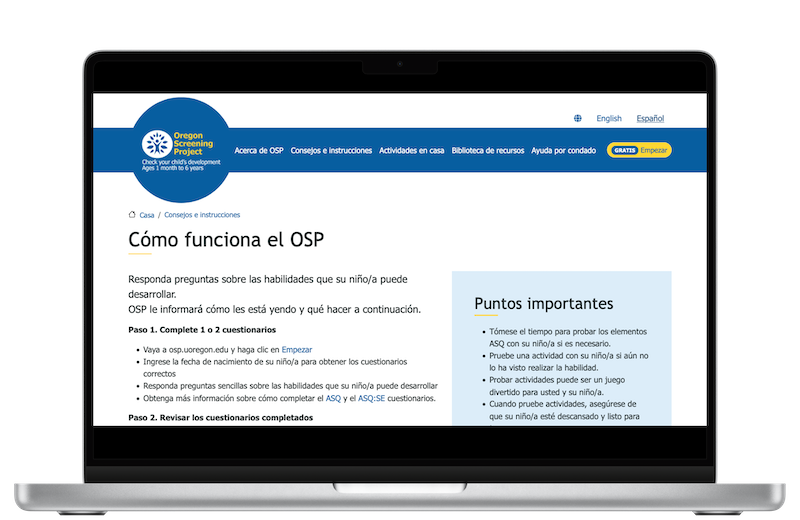 English Español
Oregon
Screening
Project
Check your child's development
Ages 1 month to 6 years
Acerca de OSP Consejos e instrucciones Actividades en casa Biblioteca de recursos Ayuda por condado GRATIS Empezar
Casa / Consejos e instrucciones
Cómo funciona el OSP
Responda preguntas sobre las habilidades que su niño/a puede
desarrollar.
OSP le informará cómo les está yendo y qué hacer a continuación.
Paso 1. Complete 1 o 2 cuestionarios
• Vaya a osp.uoregon.edu y haga clic en Empezar
• Ingrese la fecha de nacimiento de su niño/a para obtener los cuestionarios
correctos
• Responda preguntas sencillas sobre las habilidades que su niño/a puede desarrollar
• Obtenga más información sobre cómo completar el ASQ y el ASQ:SE cuestionarios.
Paso 2. Revisar los cuestionarios completados
Puntos importantes
• Tómese el tiempo para probar los elementos
ASQ con su niño/a si es necesario.
• Pruebe una actividad con su niño/a si aún no
lo ha visto realizar la habilidad.
• Probar actividades puede ser un juego
divertido para usted y su niño/a.
• Cuando pruebe actividades, asegúrese de
que su niño/a esté descansado y listo para